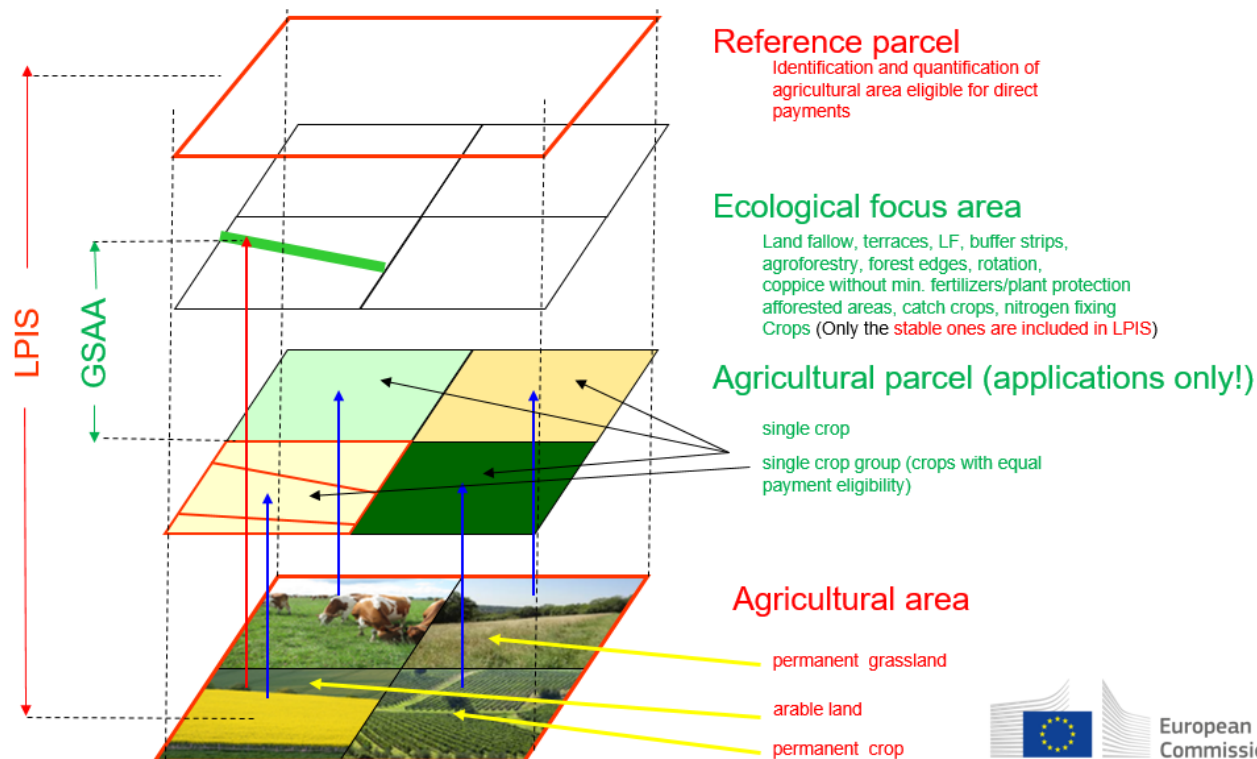 Reference parcel
Identification and quantification of
agricultural area eligible for direct
payments
Ecological focus area
Land fallow, terraces, LF, buffer strips,
agroforestry, forest edges, rotation,
coppice without min. fertilizers/plant protection
afforested areas, catch crops, nitrogen fixing
Crops (Only the stable ones are included in LPIS)
LPIS
GSAA
Agricultural parcel (applications only!)
single crop
single crop group (crops with equal
payment eligibility)
Agricultural area
permanent grassland
arable land
permanent crop
European